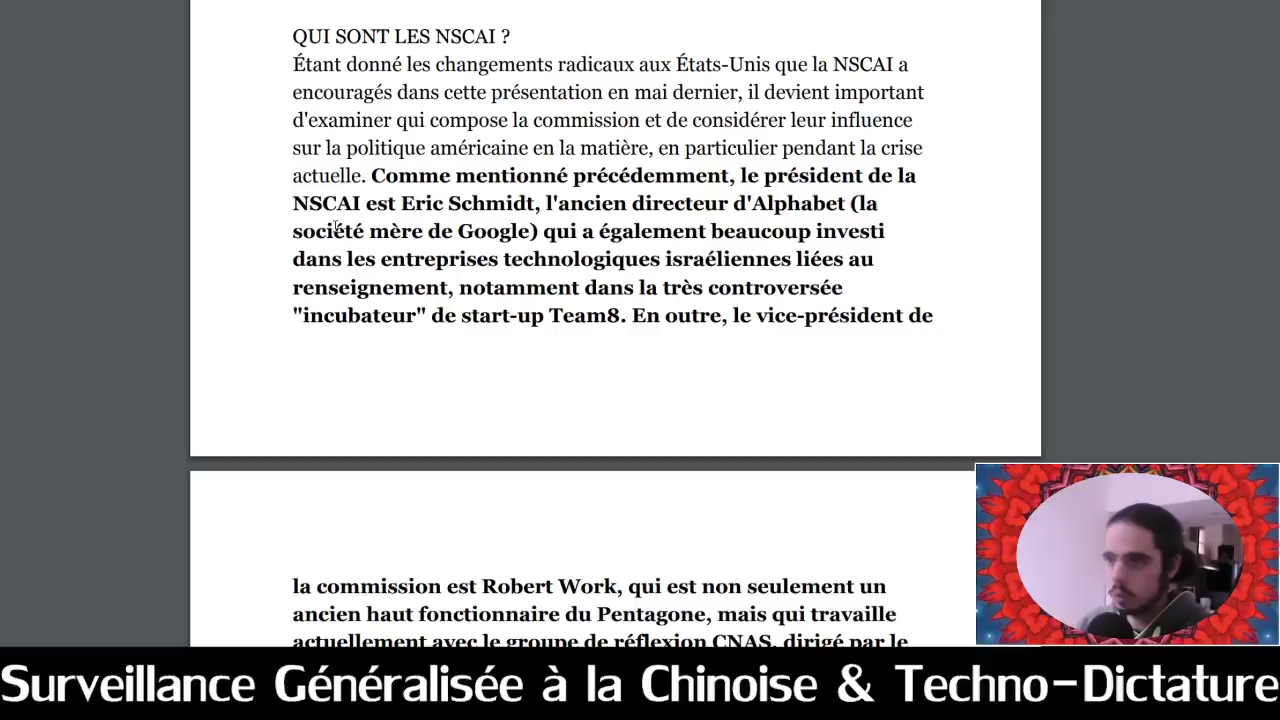 QUI SONT LES NSCAI ?
Étant donné les changements radicaux aux États-Unis que la NSCAI a
encouragés dans cette présentation en mai dernier, il devient important
d'examiner qui compose la commission et de considérer leur influence
sur la politique américaine en la matière, en particulier pendant la crise
actuelle. Comme mentionné précédemment, le président de la
NSCAI est Eric Schmidt, l'ancien directeur d'Alphabet (la
société mère de Google) qui a également beaucoup investi
dans les entreprises technologiques israéliennes liées au
renseignement, notamment dans la très controversée
"incubateur" de start-up Team8. En outre, le vice-président de
la commission est Robert Work, qui est non seulement un
ancien haut fonctionnaire du Pentagone, mais qui travaille
actuellement avec le groupe de réflexion CNAS, dirigé par le
Surveillance Généralisée à la Chinoise & Techno-Dictature